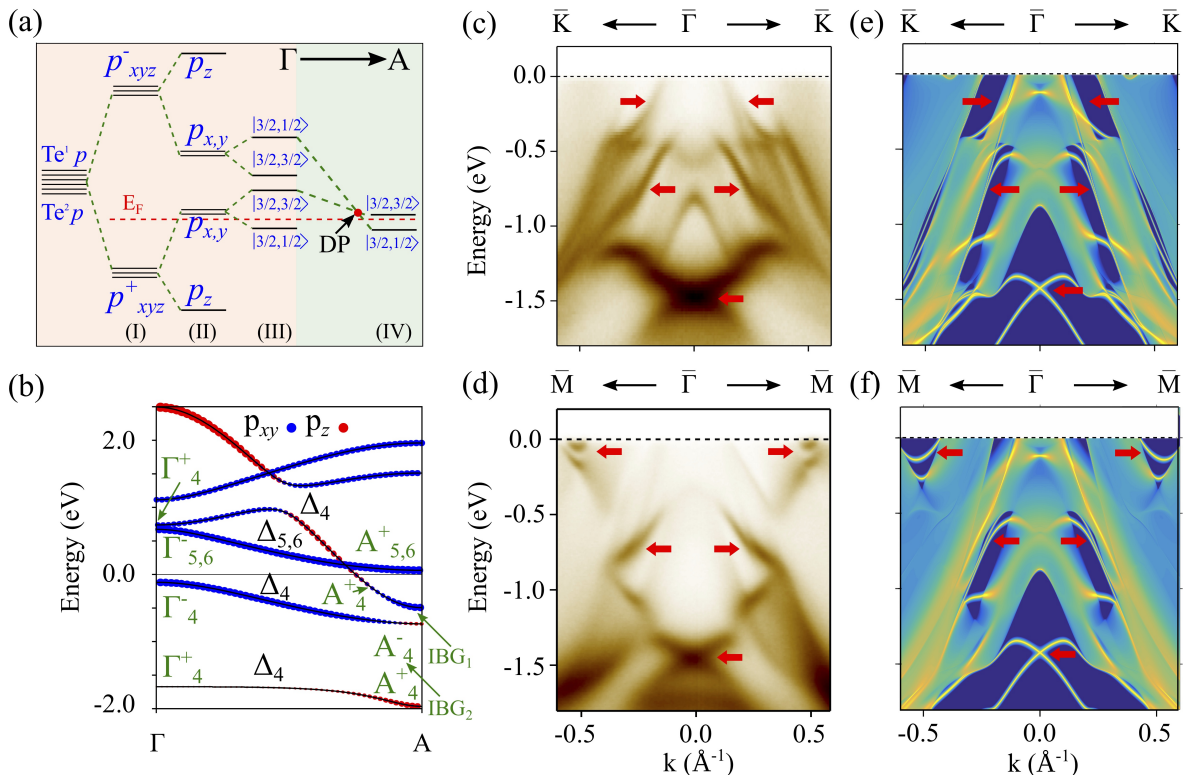 (a)
Γ → A
p⁻xyz
pz
px,y
|3/2,1/2⟩
|3/2,3/2⟩
Te¹ p
Te² p
EF
|3/2,3/2⟩
|3/2,3/2⟩
px,y
DP
|3/2,1/2⟩
|3/2,1/2⟩
p⁺xyz
pz
(I) (II) (III) (IV)
(b)
Energy (eV)
2.0
0.0
-2.0
pxy pz
Γ⁺4
Δ4
Δ5,6
A⁺5,6
Γ⁻5,6
Δ4
A⁺4
Γ⁻4
A⁻4
IBG1
Γ⁺4
Δ4
A⁺4
IBG2
Γ A
(c)
K̄ ← Γ̄ → K̄
Energy (eV)
0.0
-0.5
-1.0
-1.5
(d)
M̄ ← Γ̄ → M̄
Energy (eV)
0.0
-0.5
-1.0
-1.5
-0.5 0.0 0.5
k (Å⁻¹)
(e)
K̄ ← Γ̄ → K̄
(f)
M̄ ← Γ̄ → M̄
-0.5 0.0 0.5
k (Å⁻¹)